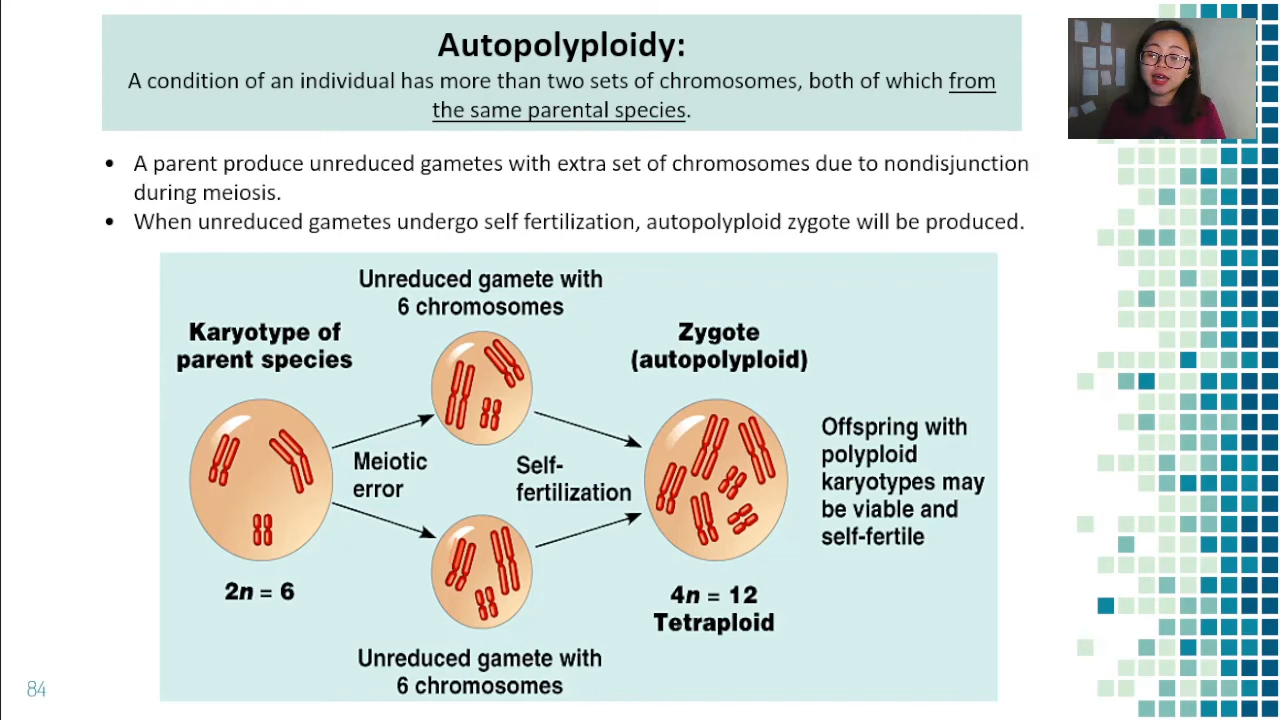 Autopolyploidy:
A condition of an individual has more than two sets of chromosomes, both of which from
the same parental species.
• A parent produce unreduced gametes with extra set of chromosomes due to nondisjunction
during meiosis.
• When unreduced gametes undergo self fertilization, autopolyploid zygote will be produced.
Unreduced gamete with
6 chromosomes
Karyotype of
parent species
Zygote
(autopolyploid)
Meiotic
error
Self-
fertilization
Offspring with
polyploid
karyotypes may
be viable and
self-fertile
2n = 6
4n = 12
Tetraploid
Unreduced gamete with
6 chromosomes
84